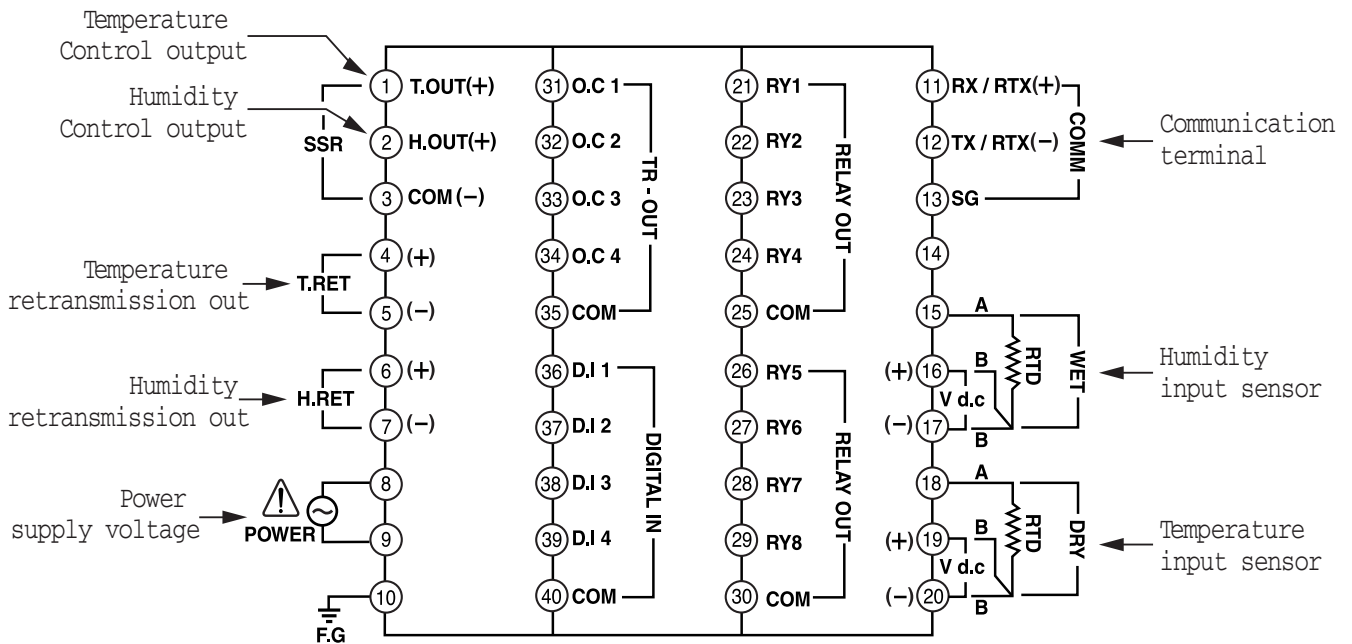 Temperature
Control output
Humidity
Control output
SSR
1 T.OUT(+)
2 H.OUT(+)
3 COM (−)
Temperature
retransmission out
T.RET
4 (+)
5 (−)
Humidity
retransmission out
H.RET
6 (+)
7 (−)
Power
supply voltage
POWER
8
9
10
F.G
31 O.C 1
32 O.C 2
33 O.C 3
34 O.C 4
35 COM
TR - OUT
36 D.I 1
37 D.I 2
38 D.I 3
39 D.I 4
40 COM
DIGITAL IN
21 RY1
22 RY2
23 RY3
24 RY4
25 COM
RELAY OUT
26 RY5
27 RY6
28 RY7
29 RY8
30 COM
RELAY OUT
11 RX / RTX(+)
12 TX / RTX(−)
13 SG
COMM
Communication
terminal
14
15 A
(+) 16 B
V d.c
(−) 17 B
RTD
WET
Humidity
input sensor
18 A
(+) 19 B
V d.c
(−) 20 B
RTD
DRY
Temperature
input sensor